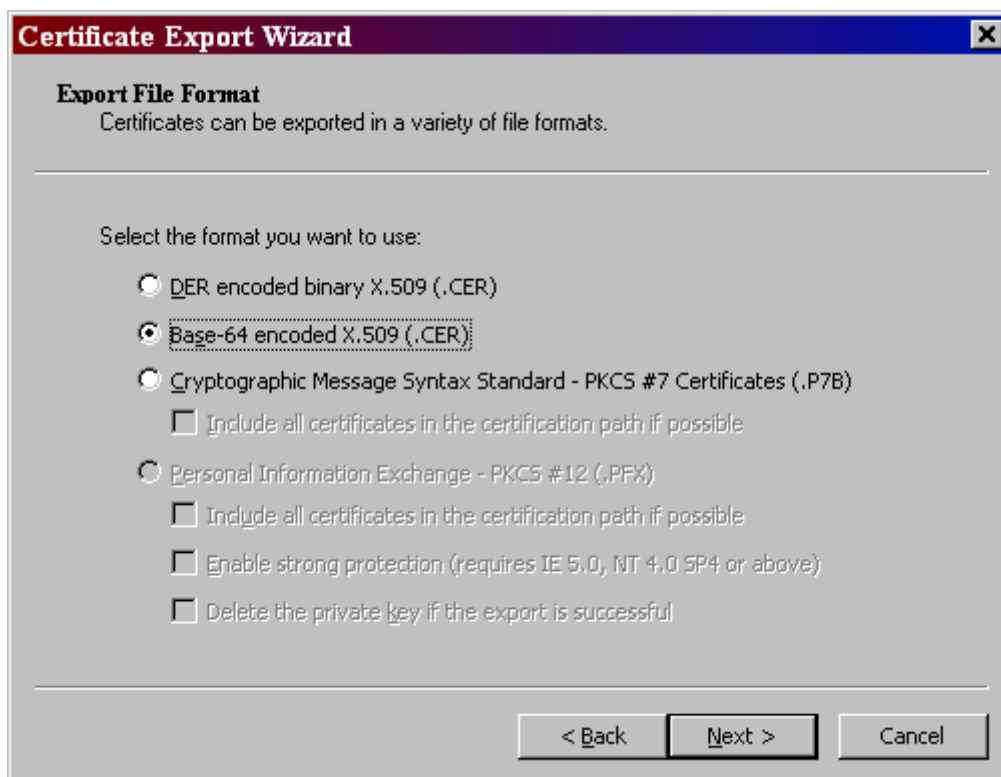 Certificate Export Wizard
Export File Format
Certificates can be exported in a variety of file formats.
Select the format you want to use:
DER encoded binary X.509 (.CER)
Base-64 encoded X.509 (.CER)
Cryptographic Message Syntax Standard - PKCS #7 Certificates (.P7B)
Include all certificates in the certification path if possible
Personal Information Exchange - PKCS #12 (.PFX)
Include all certificates in the certification path if possible
Enable strong protection (requires IE 5.0, NT 4.0 SP4 or above)
Delete the private key if the export is successful
< Back Next > Cancel